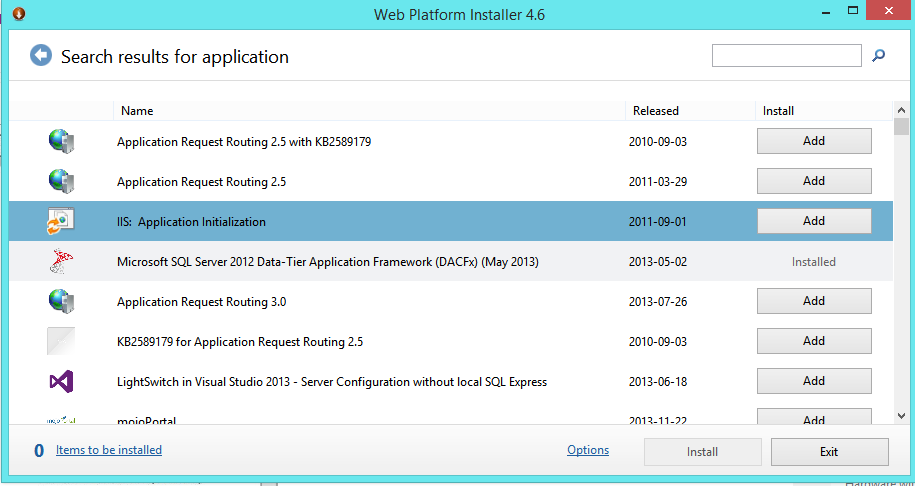 Web Platform Installer 4.6
Search results for application
Name Released Install
Application Request Routing 2.5 with KB2589179 2010-09-03 Add
Application Request Routing 2.5 2011-03-29 Add
IIS: Application Initialization 2011-09-01 Add
Microsoft SQL Server 2012 Data-Tier Application Framework (DACFx) (May 2013) 2013-05-02 Installed
Application Request Routing 3.0 2013-07-26 Add
KB2589179 for Application Request Routing 2.5 2010-09-03 Add
LightSwitch in Visual Studio 2013 - Server Configuration without local SQL Express 2013-06-18 Add
mojoPortal 2013-11-22 Add
0 Items to be installed Options Install Exit